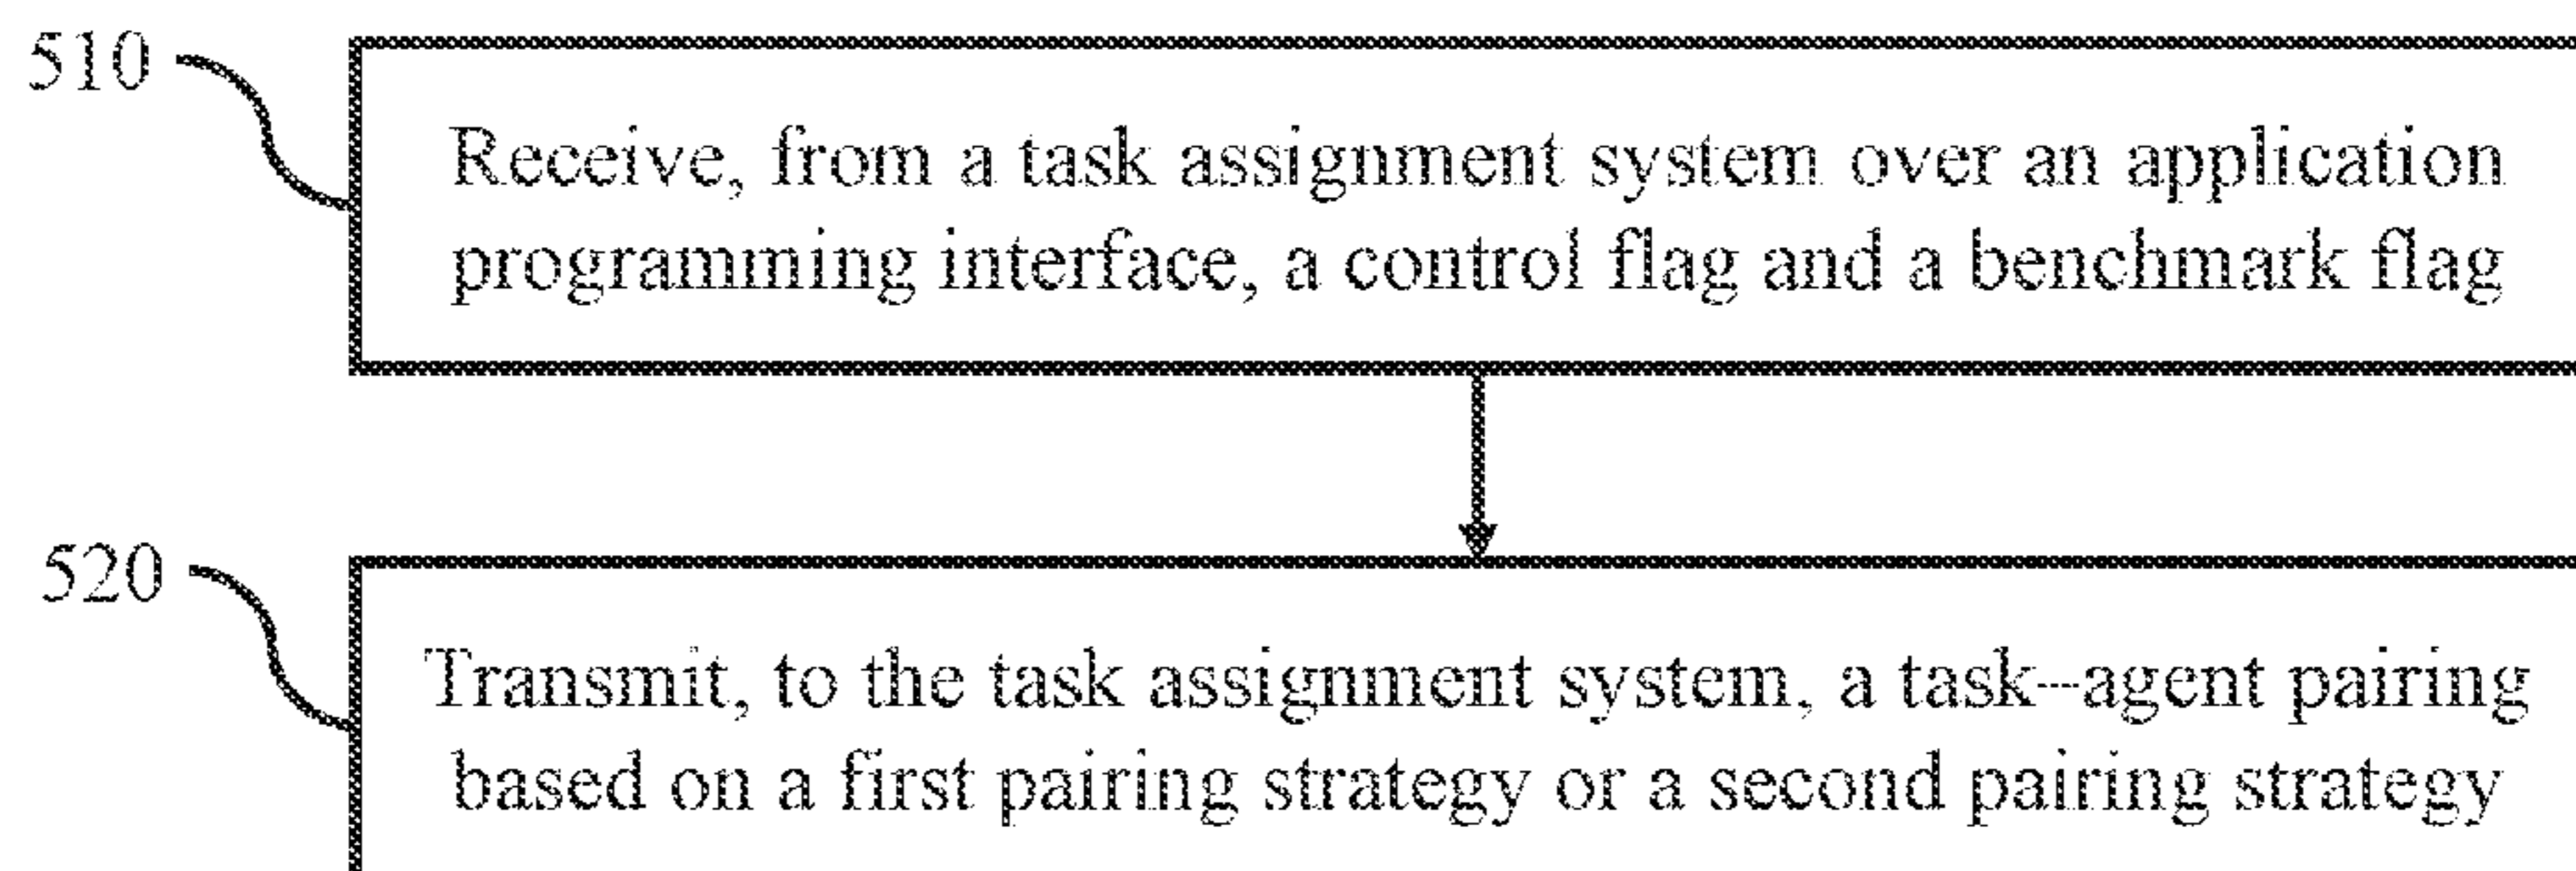 510
Receive, from a task assignment system over an application
programming interface, a control flag and a benchmark flag
520
Transmit, to the task assignment system, a task--agent pairing
based on a first pairing strategy or a second pairing strategy